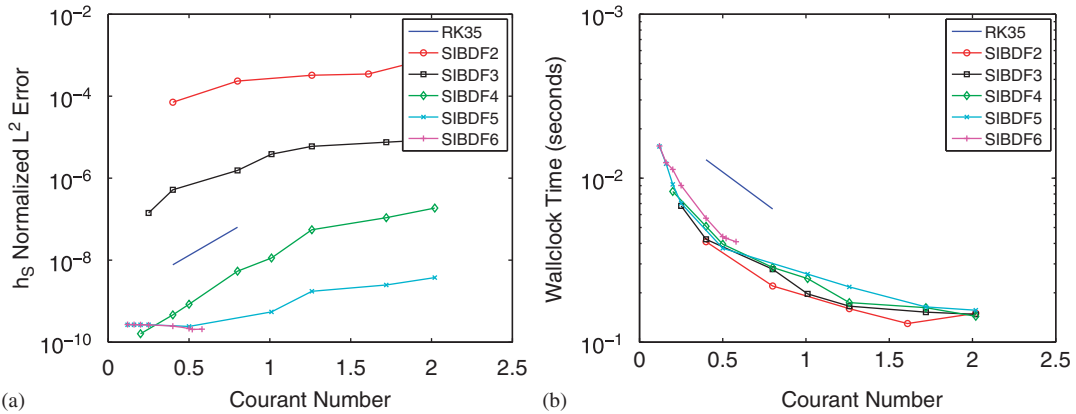 10⁻²
10⁻⁴
10⁻⁶
10⁻⁸
10⁻¹⁰
h_S Normalized L² Error
0 0.5 1 1.5 2 2.5
Courant Number
RK35
SIBDF2
SIBDF3
SIBDF4
SIBDF5
SIBDF6
(a)
10⁻³
10⁻²
10⁻¹
Wallclock Time (seconds)
0 0.5 1 1.5 2 2.5
Courant Number
RK35
SIBDF2
SIBDF3
SIBDF4
SIBDF5
SIBDF6
(b)